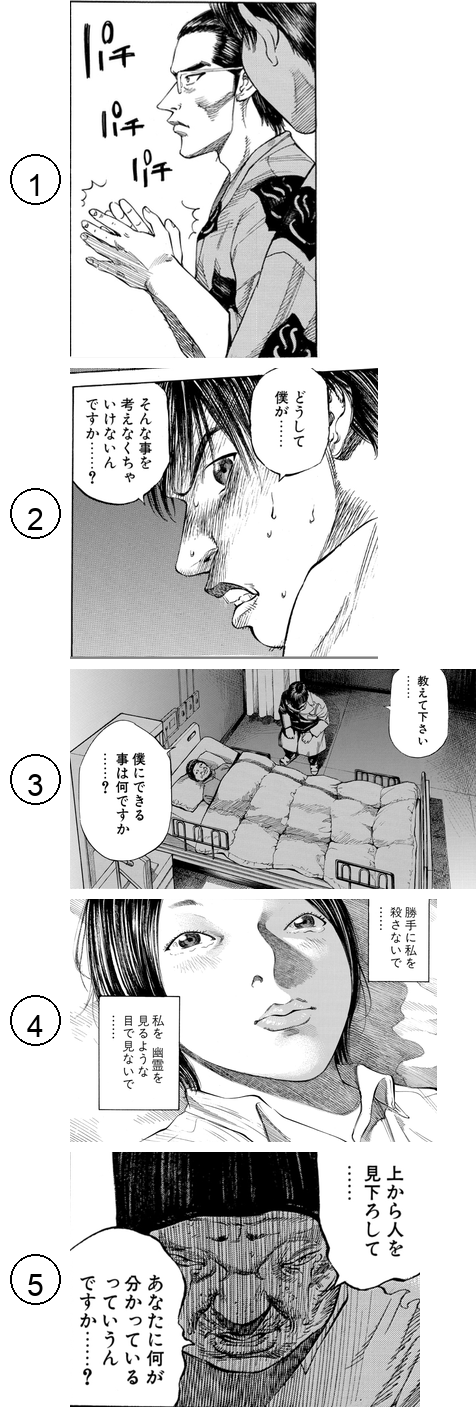 1
パチ
パチ
パチ
2
どうして
僕が……
そんな事を
考えなくちゃ
いけないん
ですか……?
3
教えて下さい
……
僕にできる
事は何ですか
……?
4
勝手に私を
殺さないで
……
私を 幽霊を
見るような
目で見ないで
……
5
上から人を
見下ろして
……
あなたに何が
分かっている
っていうん
ですか……?